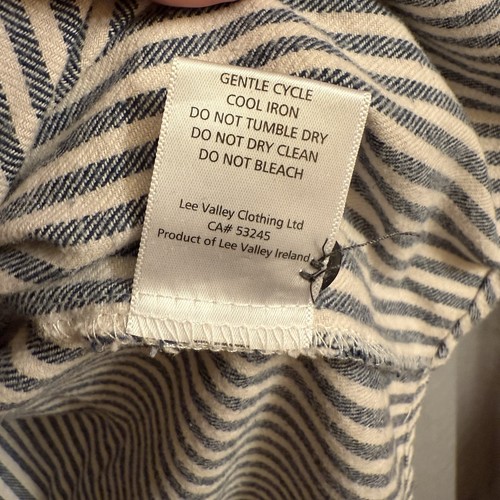 GENTLE CYCLE
COOL IRON
DO NOT TUMBLE DRY
DO NOT DRY CLEAN
DO NOT BLEACH
Lee Valley Clothing Ltd
CA# 53245
Product of Lee Valley Ireland